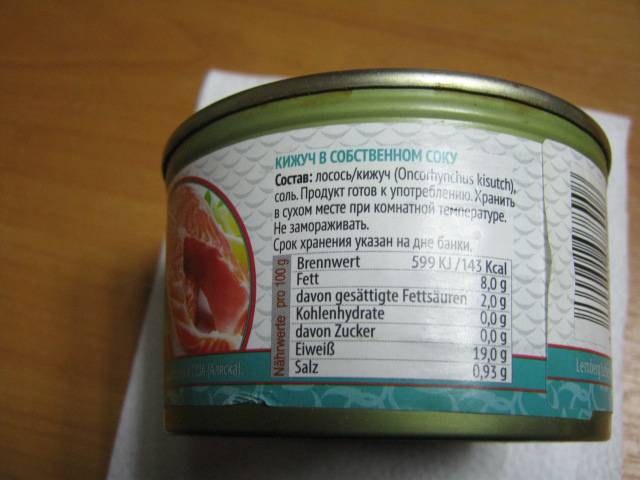 КИЖУЧ В СОБСТВЕННОМ СОКУ
Состав: лосось/кижуч (Oncorhynchus kisutch),
соль. Продукт готов к употреблению. Хранить
в сухом месте при комнатной температуре.
Не замораживать.
Срок хранения указан на дне банки.
Nährwerte pro 100 g
Brennwert 599 KJ /143 Kcal
Fett 8,0 g
davon gesättigte Fettsäuren 2,0 g
Kohlenhydrate 0,0 g
davon Zucker 0,0 g
Eiweiß 19,0 g
Salz 0,93 g
США (Аляска).